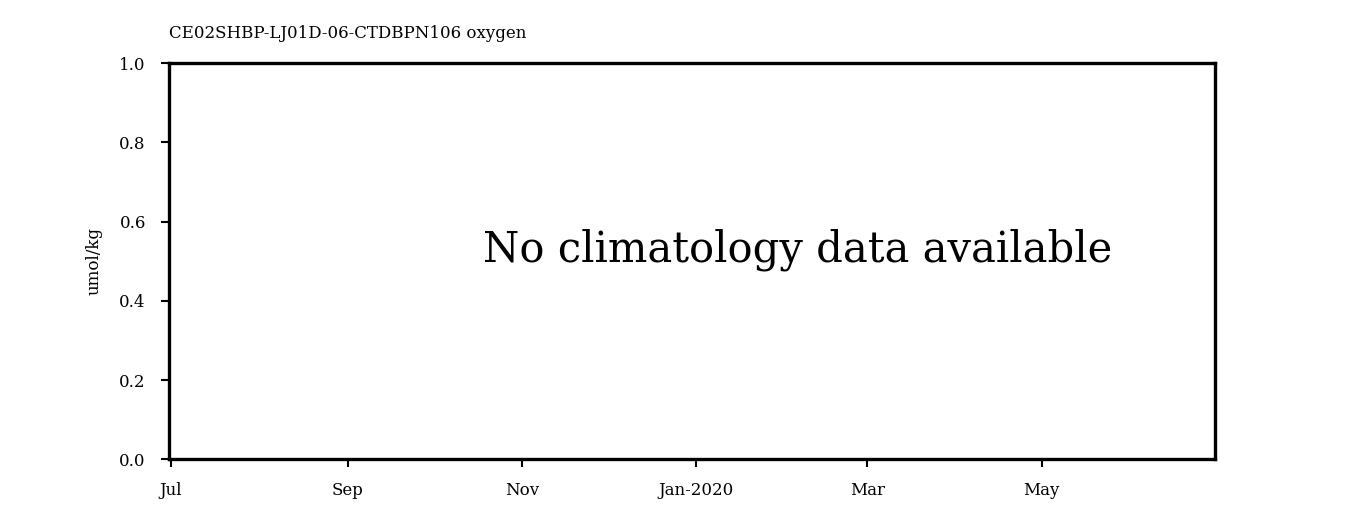 CE02SHBP-LJ01D-06-CTDBPN106 oxygen
1.0
0.8
0.6
0.4
0.2
0.0
umol/kg
No climatology data available
Jul Sep Nov Jan-2020 Mar May